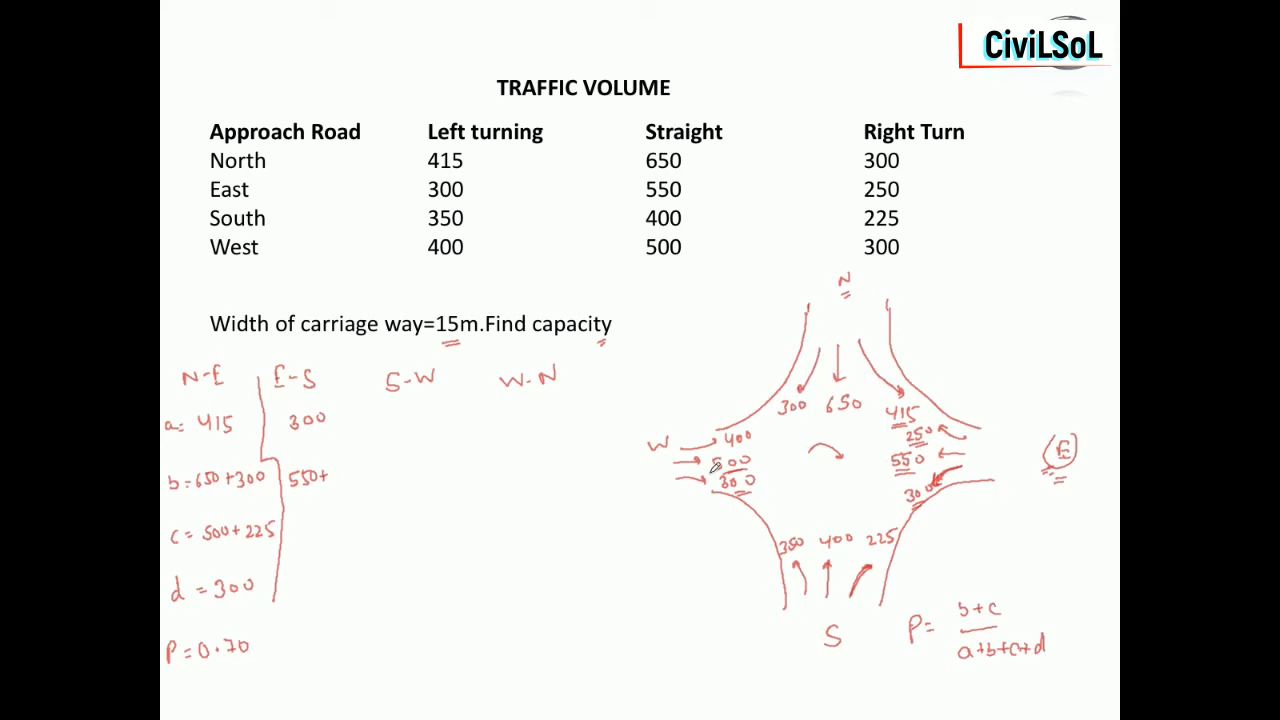 CiviLSoL
TRAFFIC VOLUME
Approach Road Left turning Straight Right Turn
North 415 650 300
East 300 550 250
South 350 400 225
West 400 500 300
Width of carriage way=15m.Find capacity
N-E E-S S-W W-N
a= 415 300
b=650+300 550+
c= 500+225
d = 300
P=0.70
N
300 650 415
W 400 250
500 550 E
300 300
350 400 225
S
P= b+c
a+b+c+d